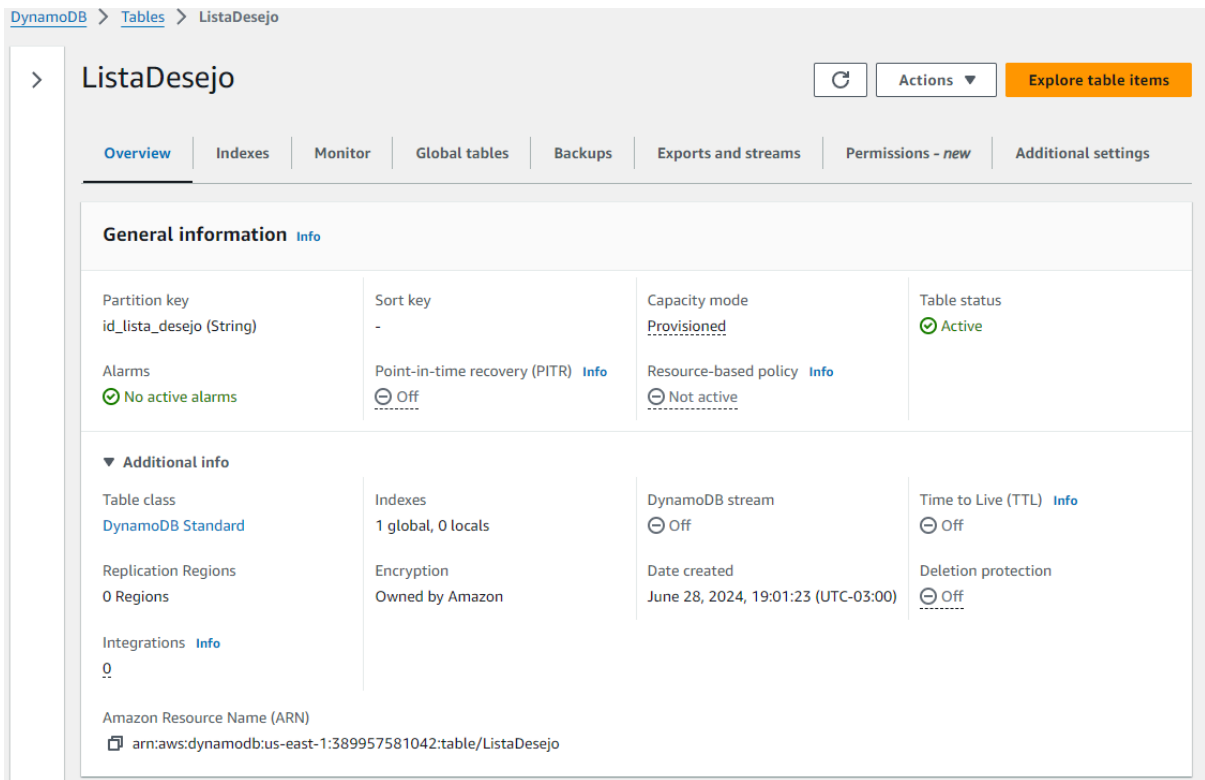 DynamoDB > Tables > ListaDesejo
ListaDesejo
Actions
Explore table items
Overview Indexes Monitor Global tables Backups Exports and streams Permissions - new Additional settings
General information Info
Partition key Sort key Capacity mode Table status
id_lista_desejo (String) - Provisioned Active
Alarms Point-in-time recovery (PITR) Info Resource-based policy Info
No active alarms Off Not active
Additional info
Table class Indexes DynamoDB stream Time to Live (TTL) Info
DynamoDB Standard 1 global, 0 locals Off Off
Replication Regions Encryption Date created Deletion protection
0 Regions Owned by Amazon June 28, 2024, 19:01:23 (UTC-03:00) Off
Integrations Info
0
Amazon Resource Name (ARN)
arn:aws:dynamodb:us-east-1:389957581042:table/ListaDesejo